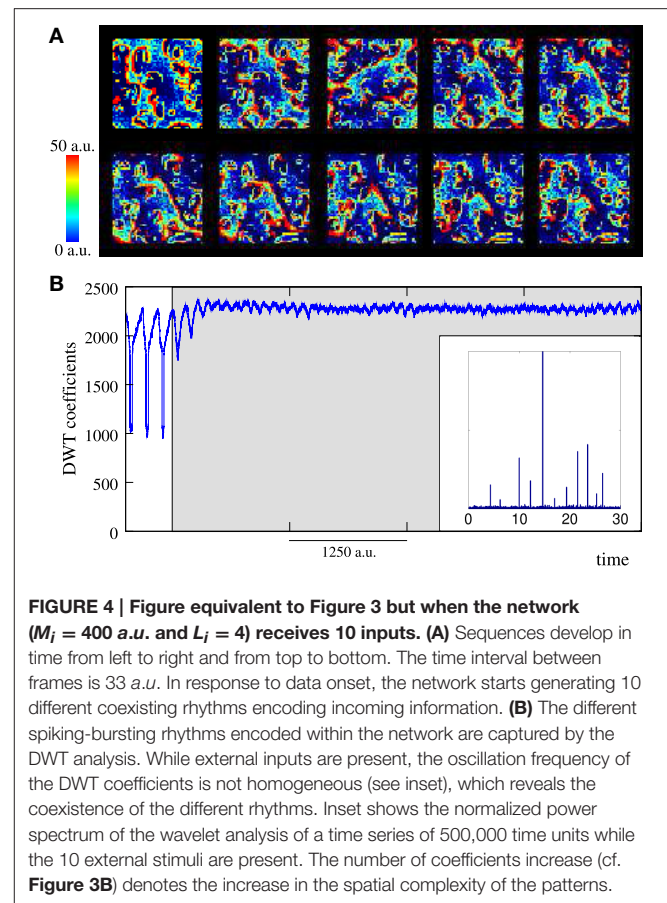 A
50 a.u.
0 a.u.
B
2500
2000
1500
1000
500
0
DWT coefficients
0 10 20 30
1250 a.u.
time
FIGURE 4 | Figure equivalent to Figure 3 but when the network
(Mi = 400 a.u. and Li = 4) receives 10 inputs. (A) Sequences develop in
time from left to right and from top to bottom. The time interval between
frames is 33 a.u. In response to data onset, the network starts generating 10
different coexisting rhythms encoding incoming information. (B) The different
spiking-bursting rhythms encoded within the network are captured by the
DWT analysis. While external inputs are present, the oscillation frequency of
the DWT coefficients is not homogeneous (see inset), which reveals the
coexistence of the different rhythms. Inset shows the normalized power
spectrum of the wavelet analysis of a time series of 500,000 time units while
the 10 external stimuli are present. The number of coefficients increase (cf.
Figure 3B) denotes the increase in the spatial complexity of the patterns.